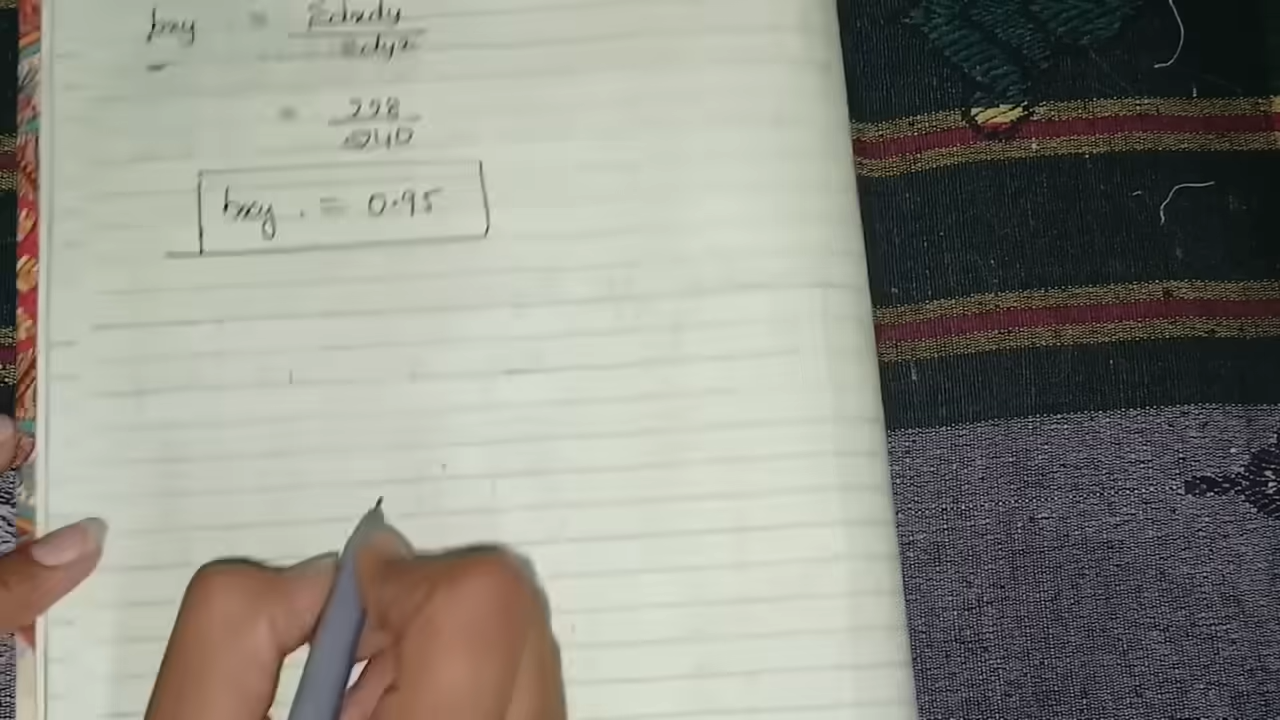 bxy = Σdxdy
Σdy²
= 228
240
bxy . = 0.95